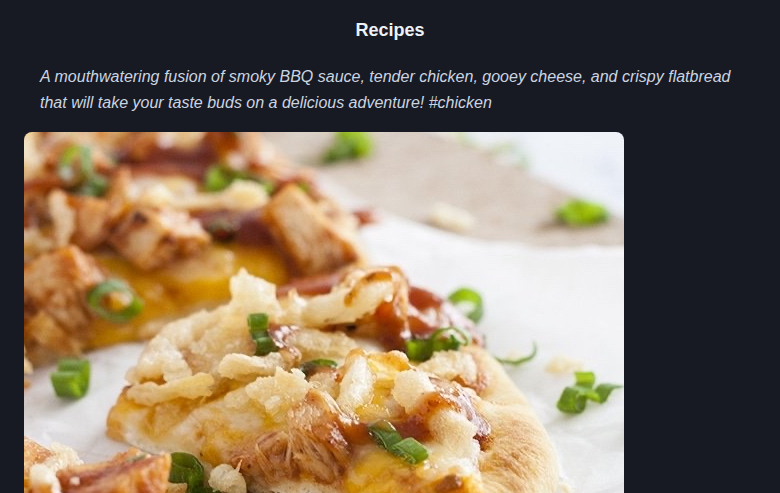 Recipes
A mouthwatering fusion of smoky BBQ sauce, tender chicken, gooey cheese, and crispy flatbread
that will take your taste buds on a delicious adventure! #chicken